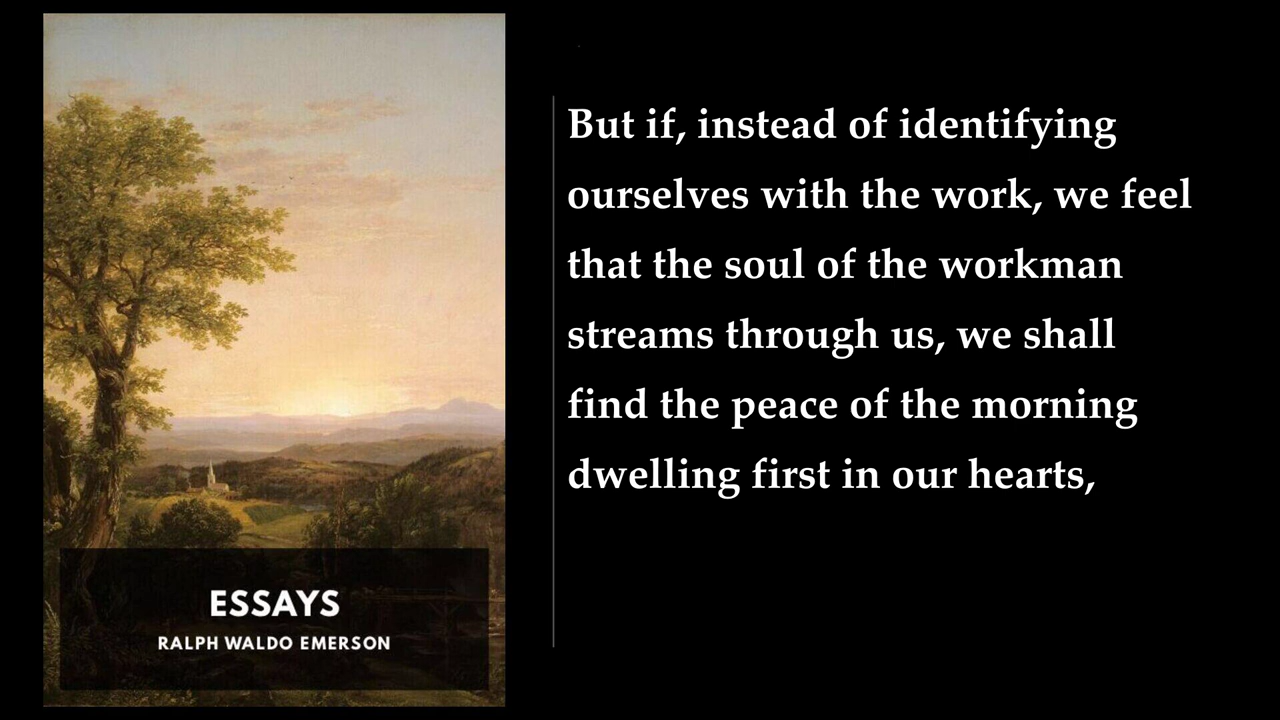 ESSAYS
RALPH WALDO EMERSON
But if, instead of identifying
ourselves with the work, we feel
that the soul of the workman
streams through us, we shall
find the peace of the morning
dwelling first in our hearts,